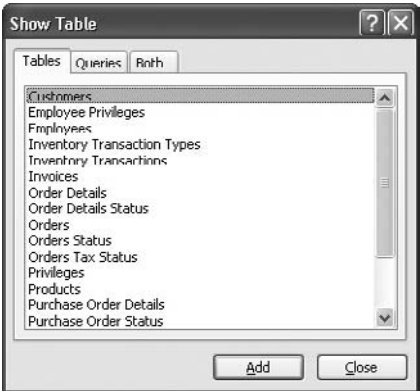 Show Table
Tables Queries Both
Customers
Employee Privileges
Employees
Inventory Transaction Types
Inventory Transactions
Invoices
Order Details
Order Details Status
Orders
Orders Status
Orders Tax Status
Privileges
Products
Purchase Order Details
Purchase Order Status
Add Close